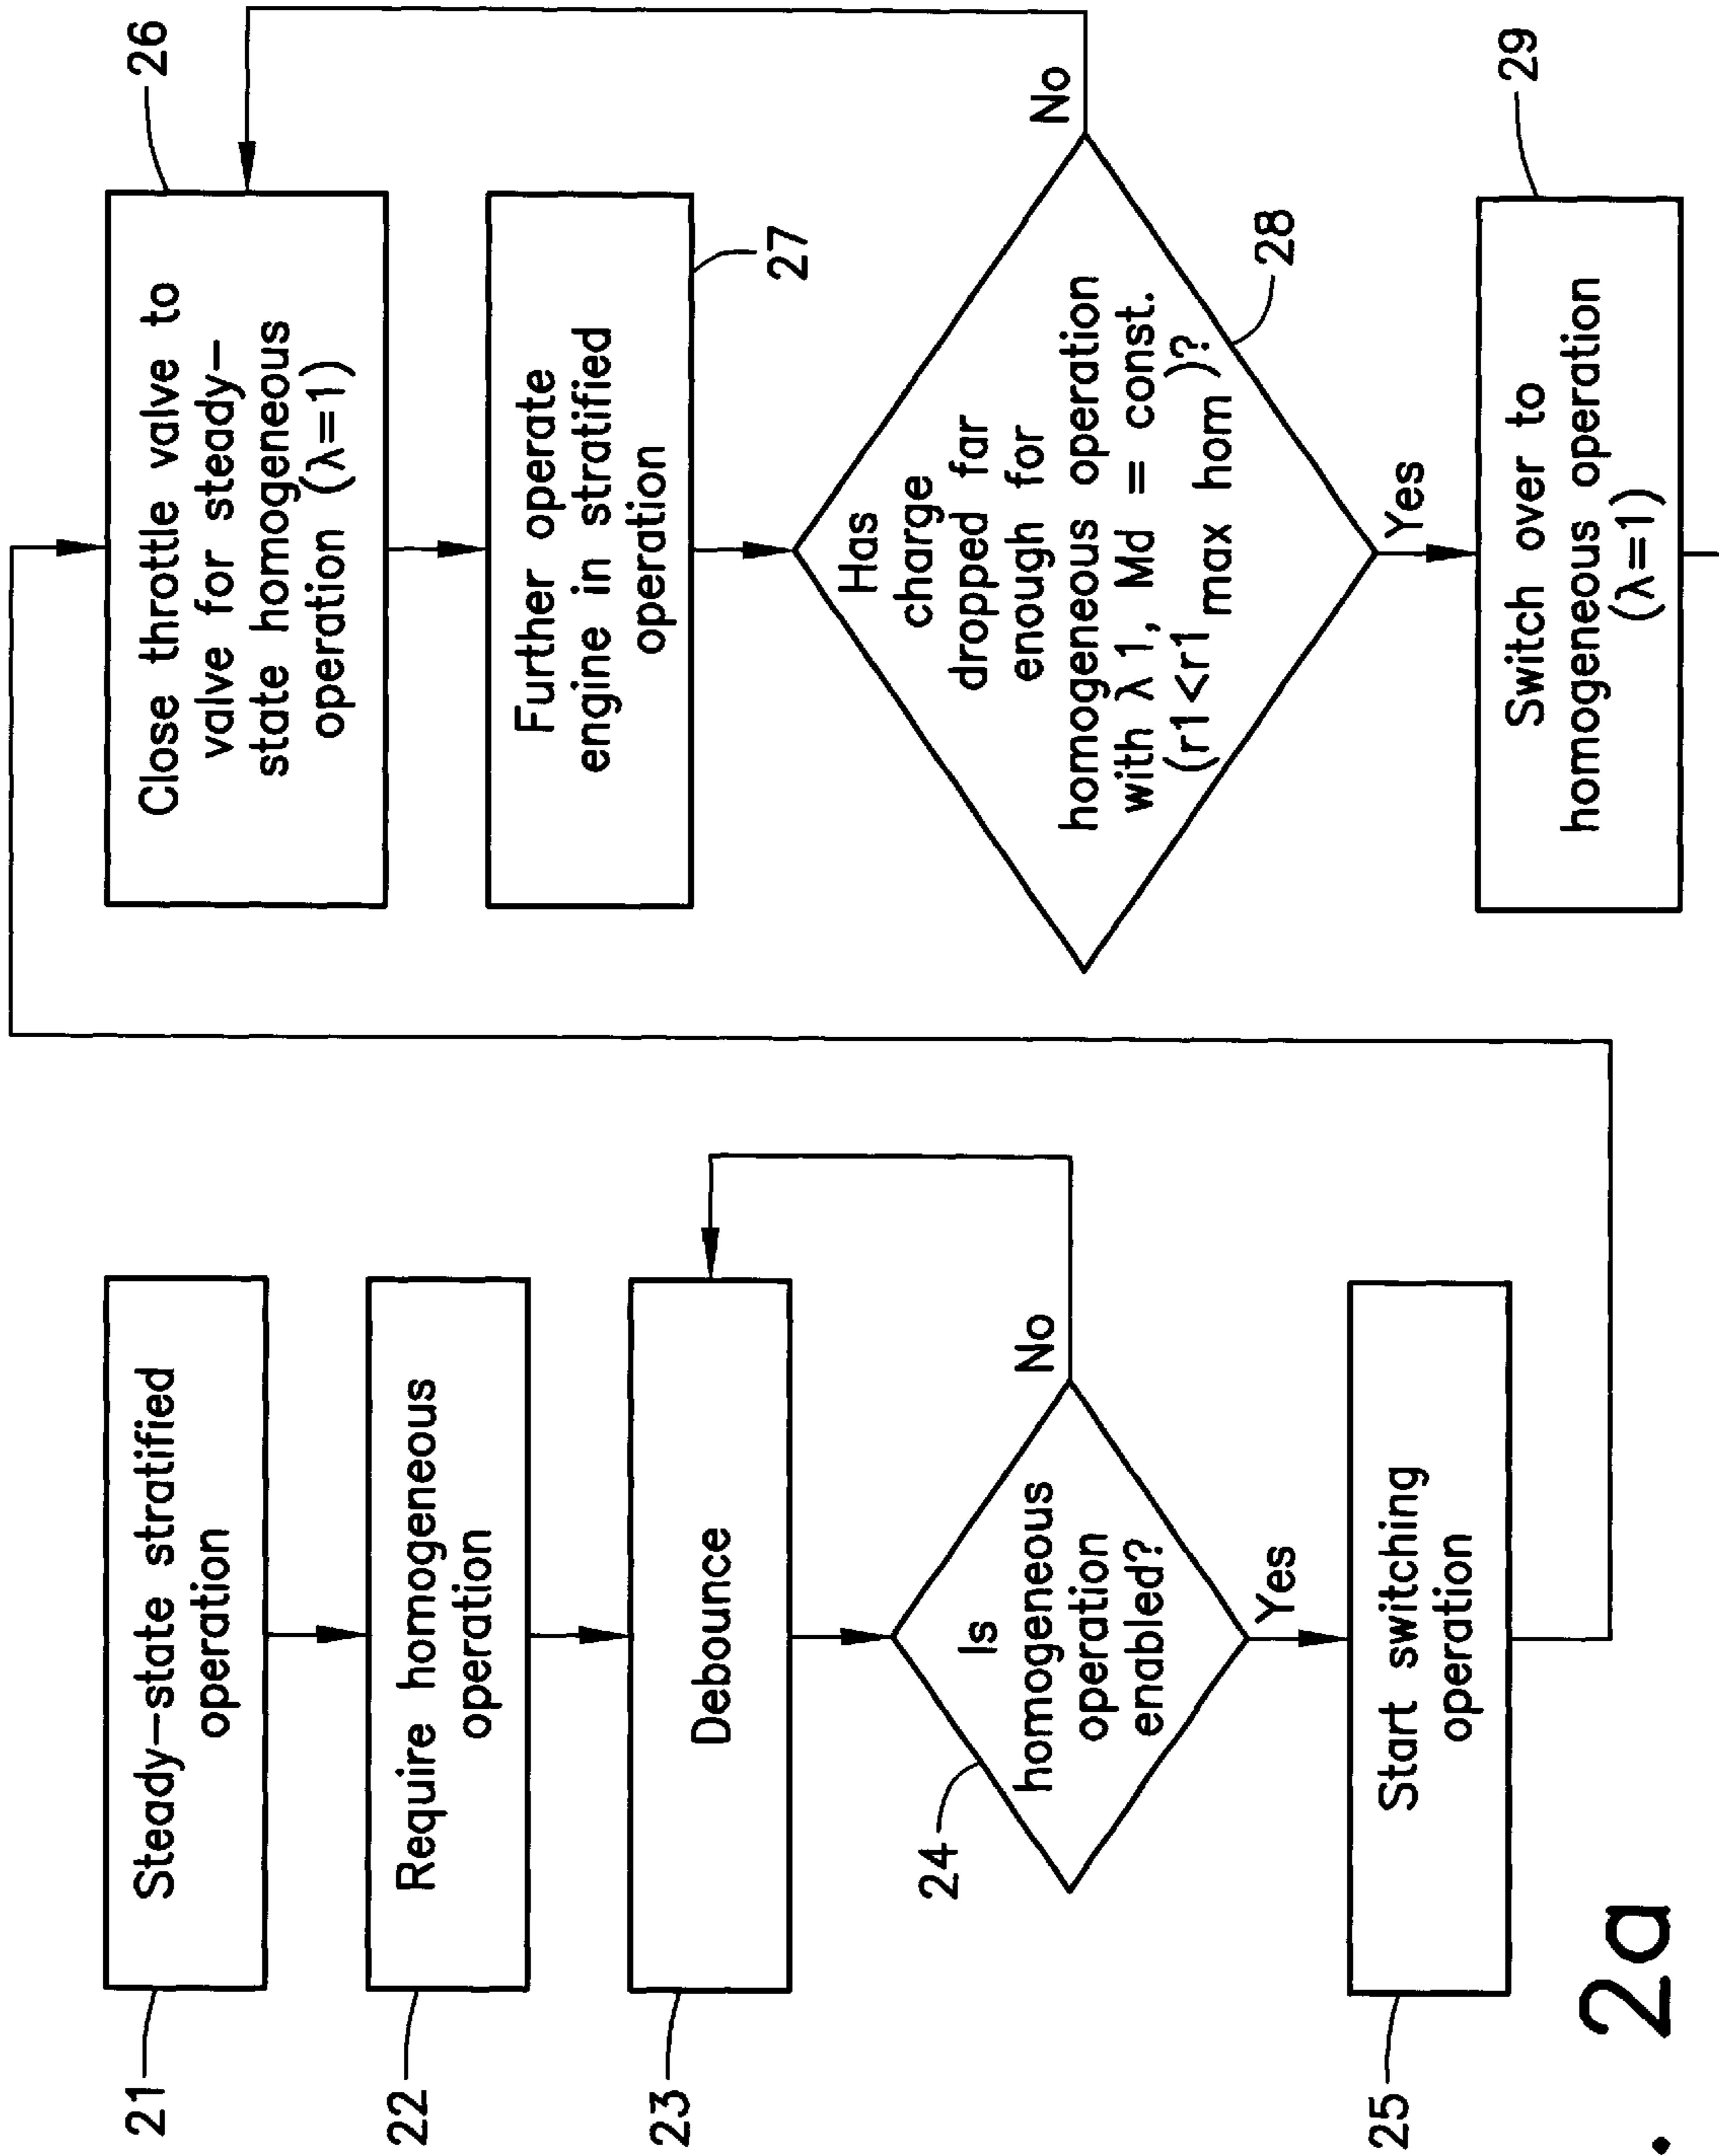 21
Steady-state stratified
operation
22
Require homogeneous
operation
23
Debounce
24
Is
homogeneous
operation
enabled?
No
Yes
25
Start switching
operation
26
Close throttle valve to
valve for steady-
state homogeneous
operation (λ=1)
Further operate
engine in stratified
operation
27
Has
charge
dropped far
enough for
homogeneous operation
with λ1, Md = const.
(r1<r1 max hom )?
28
No
Yes
29
Switch over to
homogeneous operation
(λ=1)
. 2a